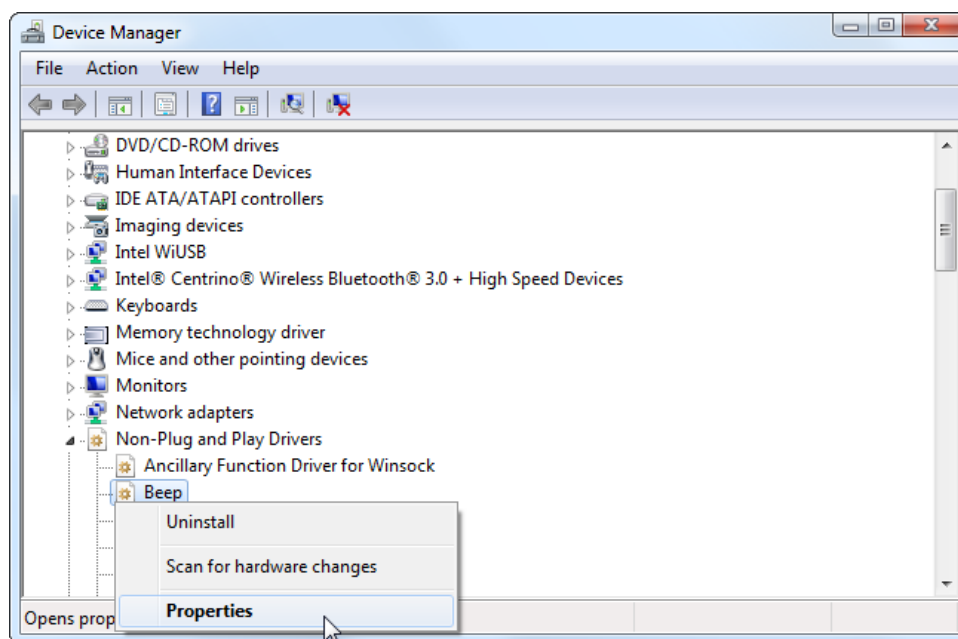 Device Manager
File Action View Help
DVD/CD-ROM drives
Human Interface Devices
IDE ATA/ATAPI controllers
Imaging devices
Intel WiUSB
Intel® Centrino® Wireless Bluetooth® 3.0 + High Speed Devices
Keyboards
Memory technology driver
Mice and other pointing devices
Monitors
Network adapters
Non-Plug and Play Drivers
Ancillary Function Driver for Winsock
Beep
Uninstall
Scan for hardware changes
Properties
Opens prop